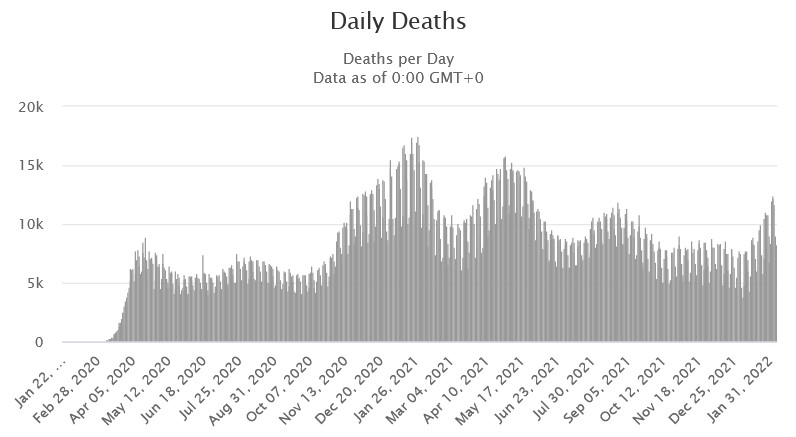 Daily Deaths
Deaths per Day
Data as of 0:00 GMT+0
20k
15k
10k
5k
0
Jan 22, ...
Feb 28, 2020
Apr 05, 2020
May 12, 2020
Jun 18, 2020
Jul 25, 2020
Aug 31, 2020
Oct 07, 2020
Nov 13, 2020
Dec 20, 2020
Jan 26, 2021
Mar 04, 2021
Apr 10, 2021
May 17, 2021
Jun 23, 2021
Jul 30, 2021
Sep 05, 2021
Oct 12, 2021
Nov 18, 2021
Dec 25, 2021
Jan 31, 2022